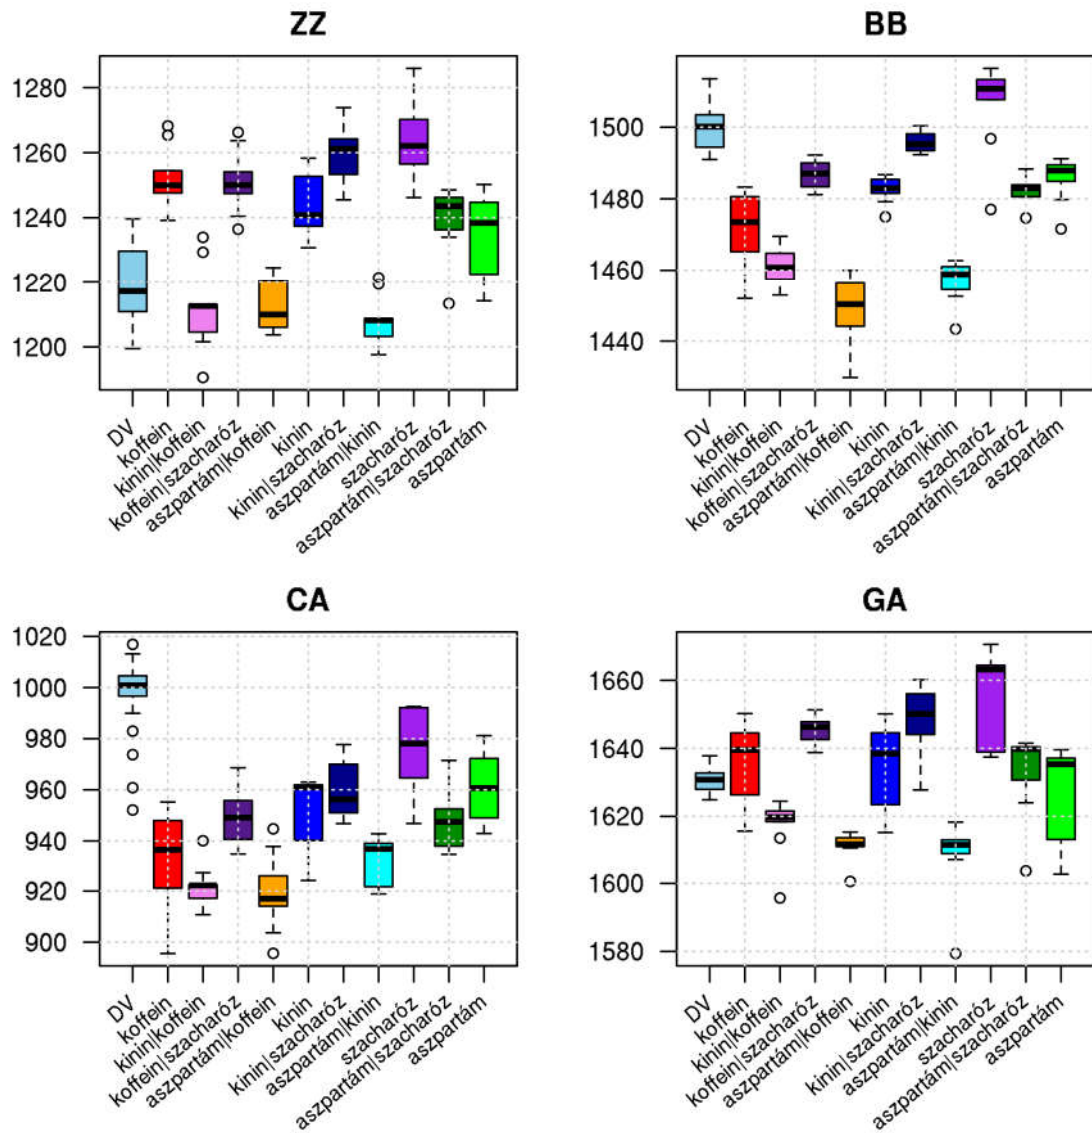 ZZ
1280
1260
1240
1220
1200
DV
koffein
kinin|koffein
koffein|szacharóz
aszpartám|koffein
kinin
kinin|szacharóz
aszpartám|kinin
szacharóz
aszpartám|szacharóz
aszpartám
BB
1500
1480
1460
1440
DV
koffein
kinin|koffein
koffein|szacharóz
aszpartám|koffein
kinin
kinin|szacharóz
aszpartám|kinin
szacharóz
aszpartám|szacharóz
aszpartám
CA
1020
1000
980
960
940
920
900
DV
koffein
kinin|koffein
koffein|szacharóz
aszpartám|koffein
kinin
kinin|szacharóz
aszpartám|kinin
szacharóz
aszpartám|szacharóz
aszpartám
GA
1660
1640
1620
1600
1580
DV
koffein
kinin|koffein
koffein|szacharóz
aszpartám|koffein
kinin
kinin|szacharóz
aszpartám|kinin
szacharóz
aszpartám|szacharóz
aszpartám